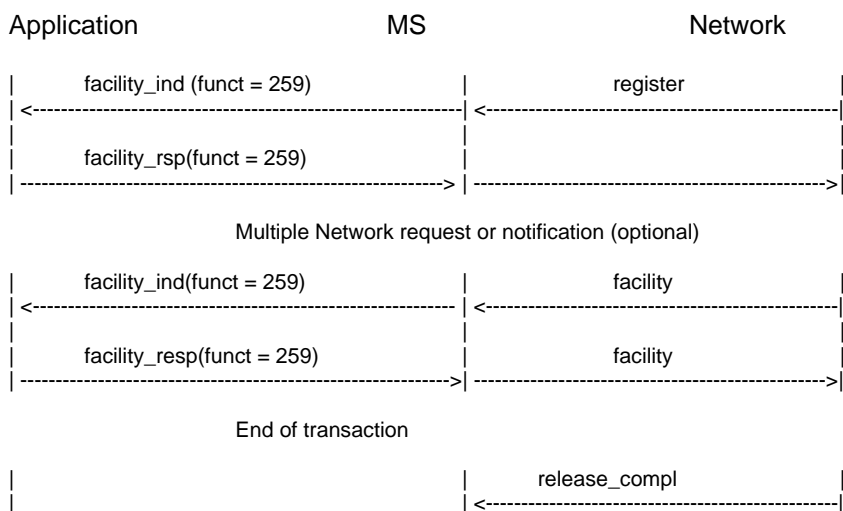 Application MS Network
facility_ind (funct = 259) register
facility_rsp(funct = 259)
Multiple Network request or notification (optional)
facility_ind(funct = 259) facility
facility_resp(funct = 259) facility
End of transaction
release_compl